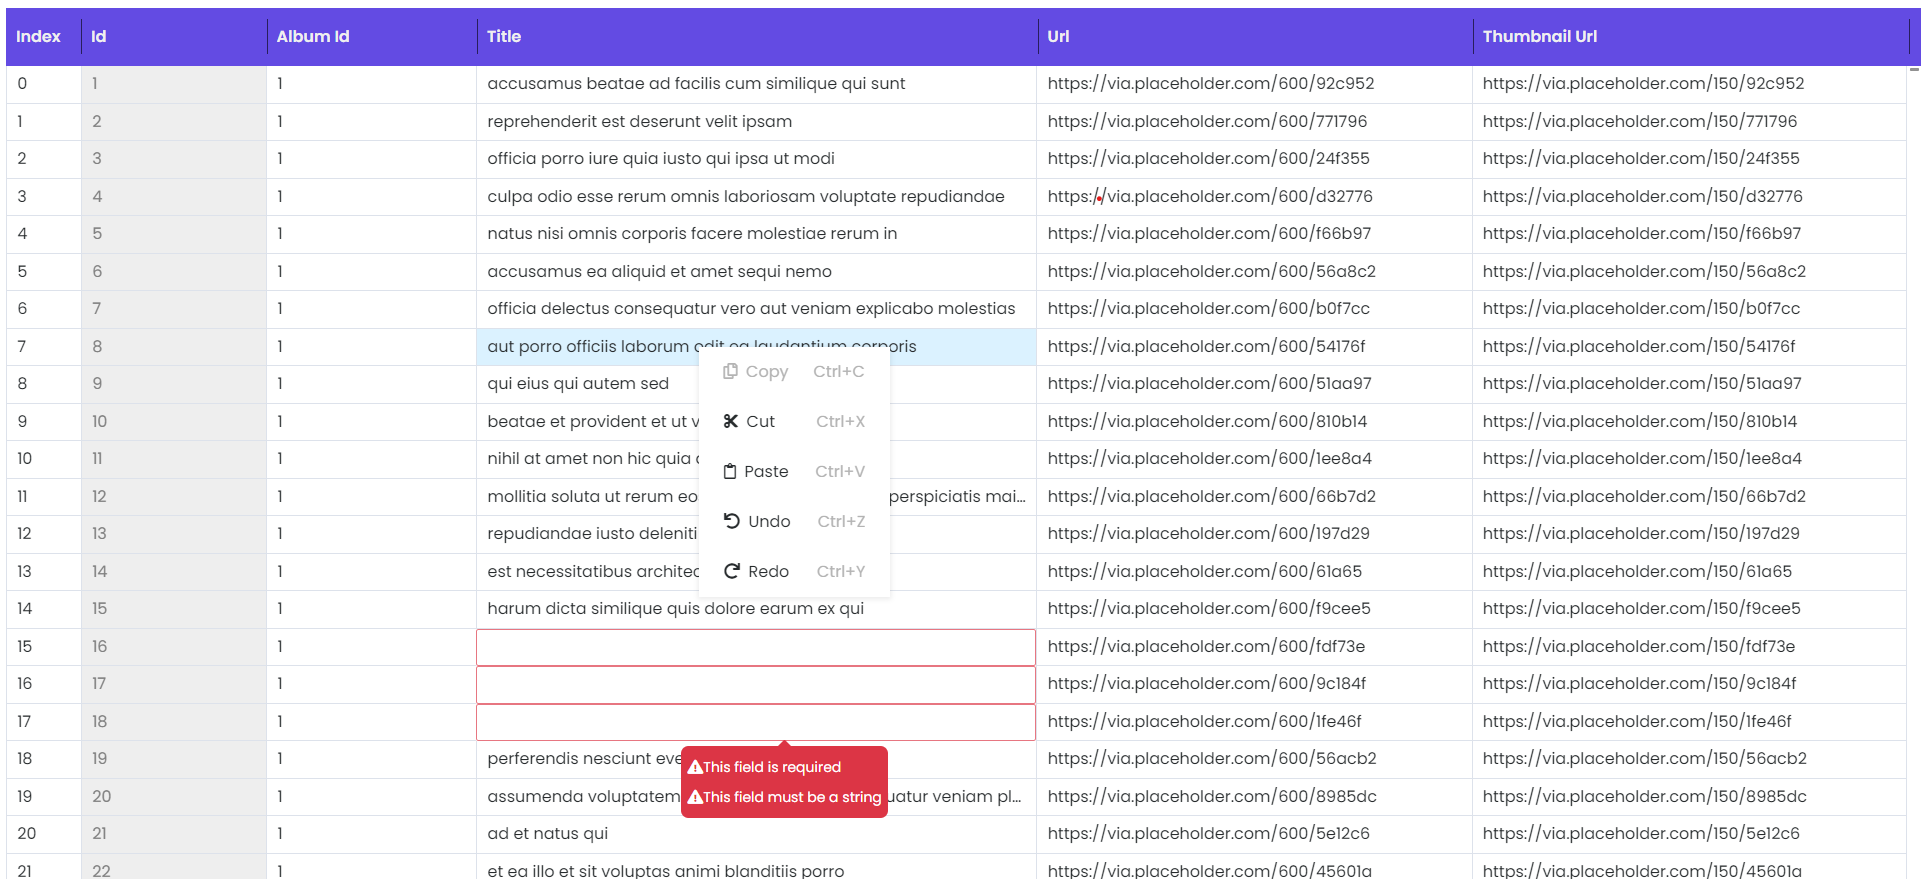 Index Id Album Id Title Url Thumbnail Url
0 1 1 accusamus beatae ad facilis cum similique qui sunt https://via.placeholder.com/600/92c952 https://via.placeholder.com/150/92c952
1 2 1 reprehenderit est deserunt velit ipsam https://via.placeholder.com/600/771796 https://via.placeholder.com/150/771796
2 3 1 officia porro iure quia iusto qui ipsa ut modi https://via.placeholder.com/600/24f355 https://via.placeholder.com/150/24f355
3 4 1 culpa odio esse rerum omnis laboriosam voluptate repudiandae https://via.placeholder.com/600/d32776 https://via.placeholder.com/150/d32776
4 5 1 natus nisi omnis corporis facere molestiae rerum in https://via.placeholder.com/600/f66b97 https://via.placeholder.com/150/f66b97
5 6 1 accusamus ea aliquid et amet sequi nemo https://via.placeholder.com/600/56a8c2 https://via.placeholder.com/150/56a8c2
6 7 1 officia delectus consequatur vero aut veniam explicabo molestias https://via.placeholder.com/600/b0f7cc https://via.placeholder.com/150/b0f7cc
7 8 1 aut porro officiis laborum odit ea laudantium corporis https://via.placeholder.com/600/54176f https://via.placeholder.com/150/54176f
Copy Ctrl+C
8 9 1 qui eius qui autem sed https://via.placeholder.com/600/51aa97 https://via.placeholder.com/150/51aa97
9 10 1 beatae et provident et ut v https://via.placeholder.com/600/810b14 https://via.placeholder.com/150/810b14
Cut Ctrl+X
10 11 1 nihil at amet non hic quia https://via.placeholder.com/600/1ee8a4 https://via.placeholder.com/150/1ee8a4
Paste Ctrl+V
11 12 1 mollitia soluta ut rerum eos perspiciatis mai... https://via.placeholder.com/600/66b7d2 https://via.placeholder.com/150/66b7d2
Undo Ctrl+Z
12 13 1 repudiandae iusto deleniti https://via.placeholder.com/600/197d29 https://via.placeholder.com/150/197d29
13 14 1 est necessitatibus architec https://via.placeholder.com/600/61a65 https://via.placeholder.com/150/61a65
Redo Ctrl+Y
14 15 1 harum dicta similique quis dolore earum ex qui https://via.placeholder.com/600/f9cee5 https://via.placeholder.com/150/f9cee5
15 16 1 https://via.placeholder.com/600/fdf73e https://via.placeholder.com/150/fdf73e
16 17 1 https://via.placeholder.com/600/9c184f https://via.placeholder.com/150/9c184f
17 18 1 https://via.placeholder.com/600/1fe46f https://via.placeholder.com/150/1fe46f
18 19 1 perferendis nesciunt eve https://via.placeholder.com/600/56acb2 https://via.placeholder.com/150/56acb2
This field is required
19 20 1 assumenda voluptatem uatur veniam pl... https://via.placeholder.com/600/8985dc https://via.placeholder.com/150/8985dc
This field must be a string
20 21 1 ad et natus qui https://via.placeholder.com/600/5e12c6 https://via.placeholder.com/150/5e12c6
21 22 1 et ea illo et sit voluptas animi blanditiis porro https://via.placeholder.com/600/45601a https://via.placeholder.com/150/45601a